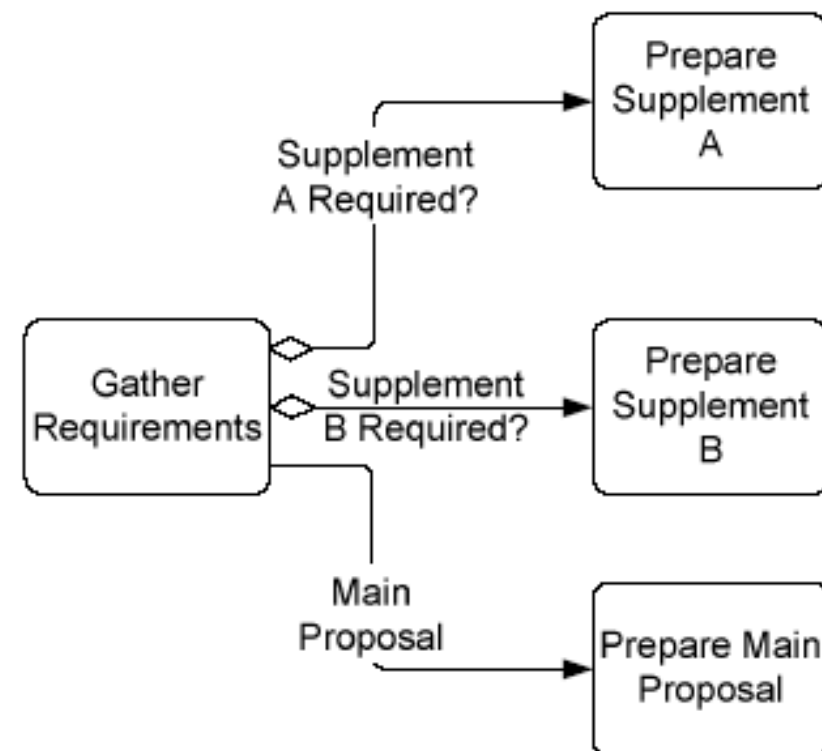 Prepare
Supplement
A
Supplement
A Required?
Gather
Requirements
Supplement
B Required?
Prepare
Supplement
B
Main
Proposal
Prepare Main
Proposal